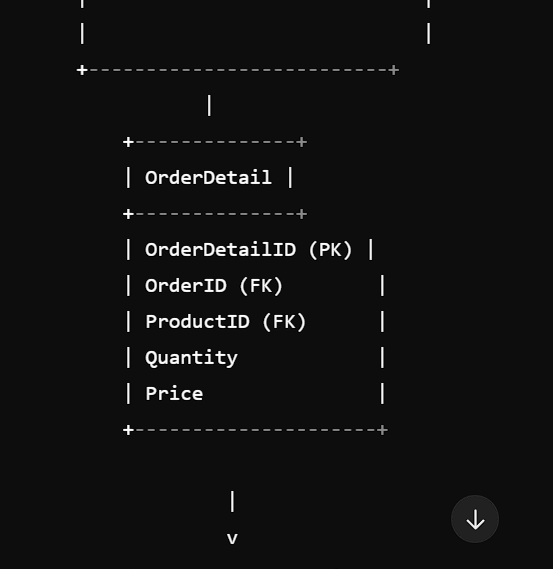 |                             |
|                             |
+--------------------------+
|
+--------------+
| OrderDetail |
+--------------+
| OrderDetailID (PK) |
| OrderID (FK)        |
| ProductID (FK)      |
| Quantity            |
| Price               |
+---------------------+
|
v